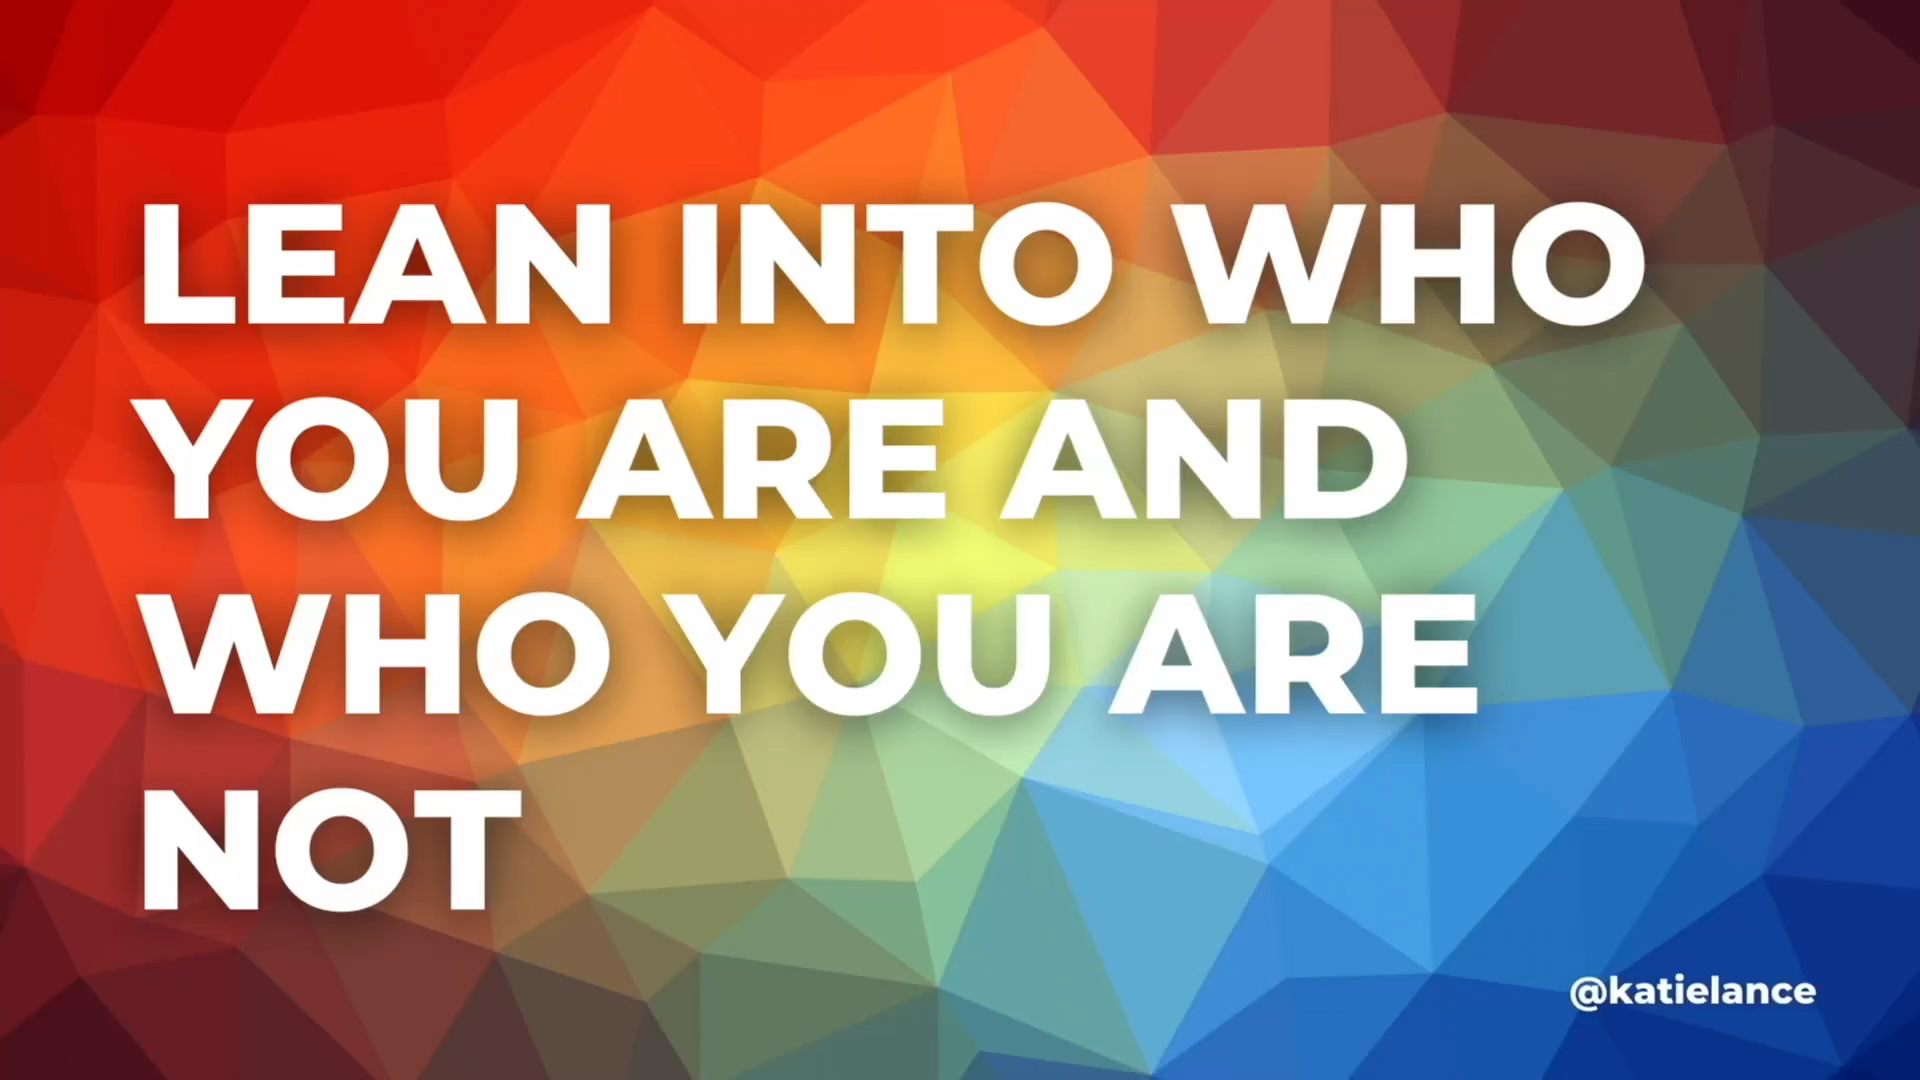 LEAN INTO WHO
YOU ARE AND
WHO YOU ARE
NOT
@katielance